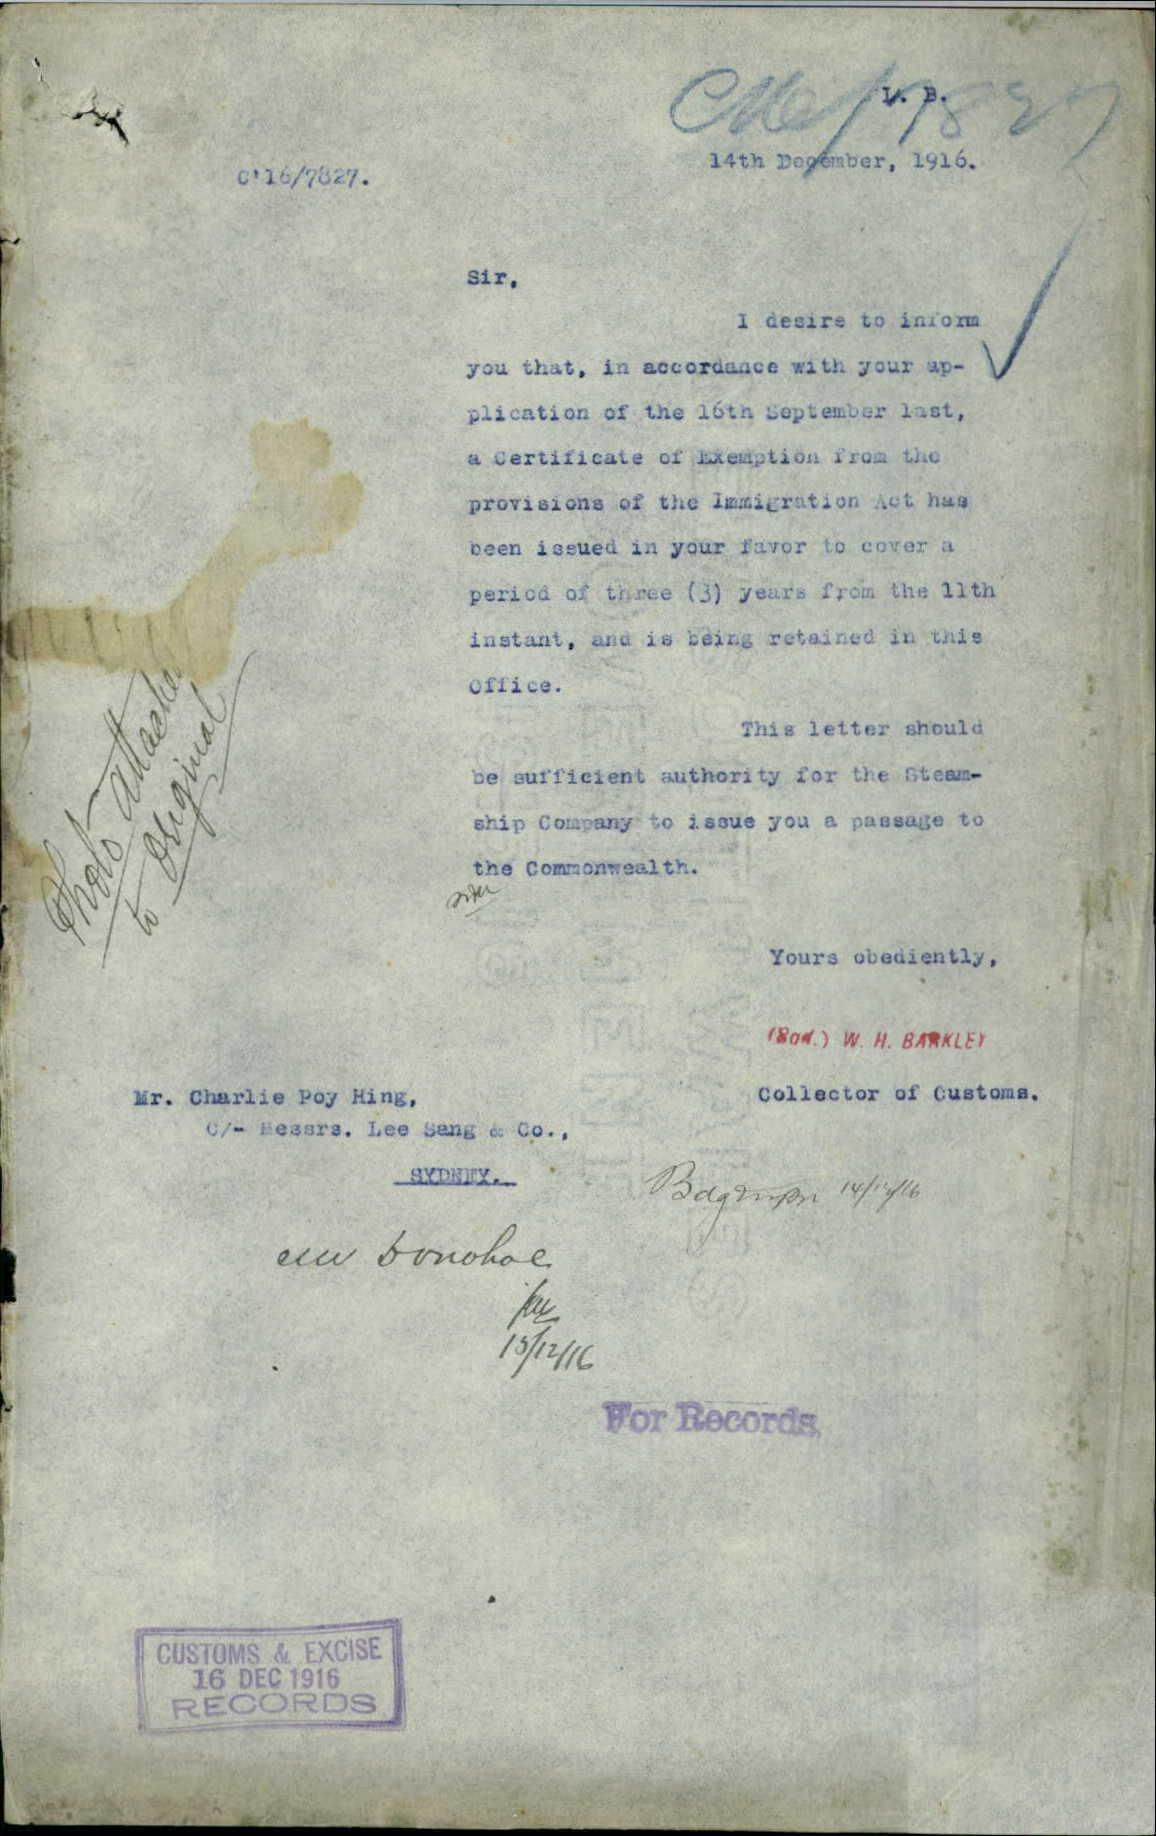 L. B.
14th December, 1916.
C'16/7827.
Sir,
I desire to inform
you that, in accordance with your ap-
plication of the 16th September last,
a Certificate of Exemption from the
provisions of the Immigration Act has
been issued in your favor to cover a
period of three (3) years from the 11th
instant, and is being retained in this
Office.
This letter should
be sufficient authority for the Steam-
ship Company to issue you a passage to
the Commonwealth.
Photo attached
to Original
Yours obediently,
(Sgd.) W. H. BARKLEY
Collector of Customs.
Mr. Charlie Poy Hing,
C/- Messrs. Lee Sang & Co.,
SYDNEY.
14/12/16
Donohoe
15/12/16
For Records
CUSTOMS & EXCISE
16 DEC 1916
RECORDS